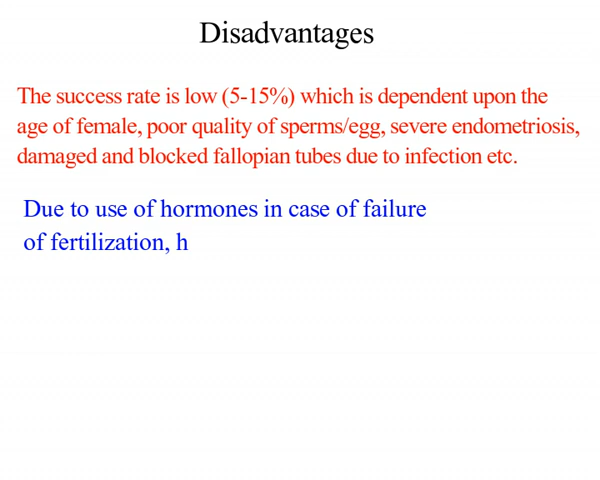 Disadvantages
The success rate is low (5-15%) which is dependent upon the
age of female, poor quality of sperms/egg, severe endometriosis,
damaged and blocked fallopian tubes due to infection etc.
Due to use of hormones in case of failure
of fertilization, h